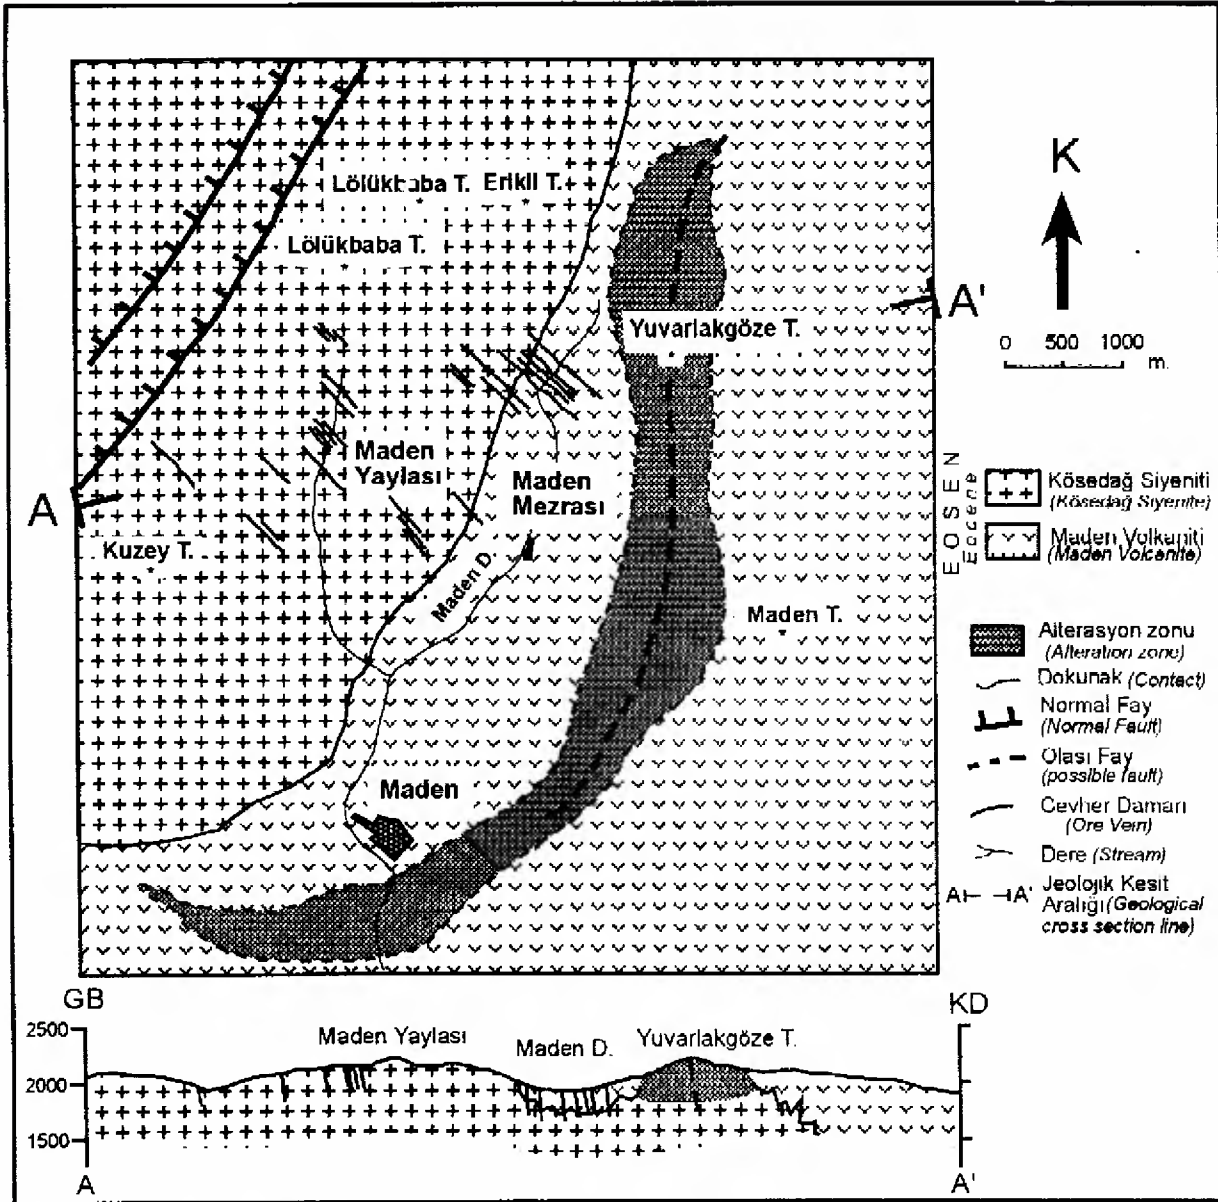 Lölükbaba T. Erikli T.
Lölükbaba T.
Yuvarlakgöze T.
Maden
Yaylası
Maden
Mezrası
Kuzey T.
Maden D.
Maden T.
Maden
A
A'
K
0 500 1000
m.
EOSEN
Eocene
Kösedağ Siyeniti
(Kösedağ Siyenite)
Maden Volkaniti
(Maden Volcanite)
Alterasyon zonu
(Alteration zone)
Dokunak (Contact)
Normal Fay
(Normal Fault)
Olası Fay
(possible fault)
Cevher Damarı
(Ore Vein)
Dere (Stream)
A A' Jeolojik Kesit
Aralığı (Geological
cross section line)
GB
KD
2500
2000
1500
Maden Yaylası
Maden D.
Yuvarlakgöze T.
A
A'